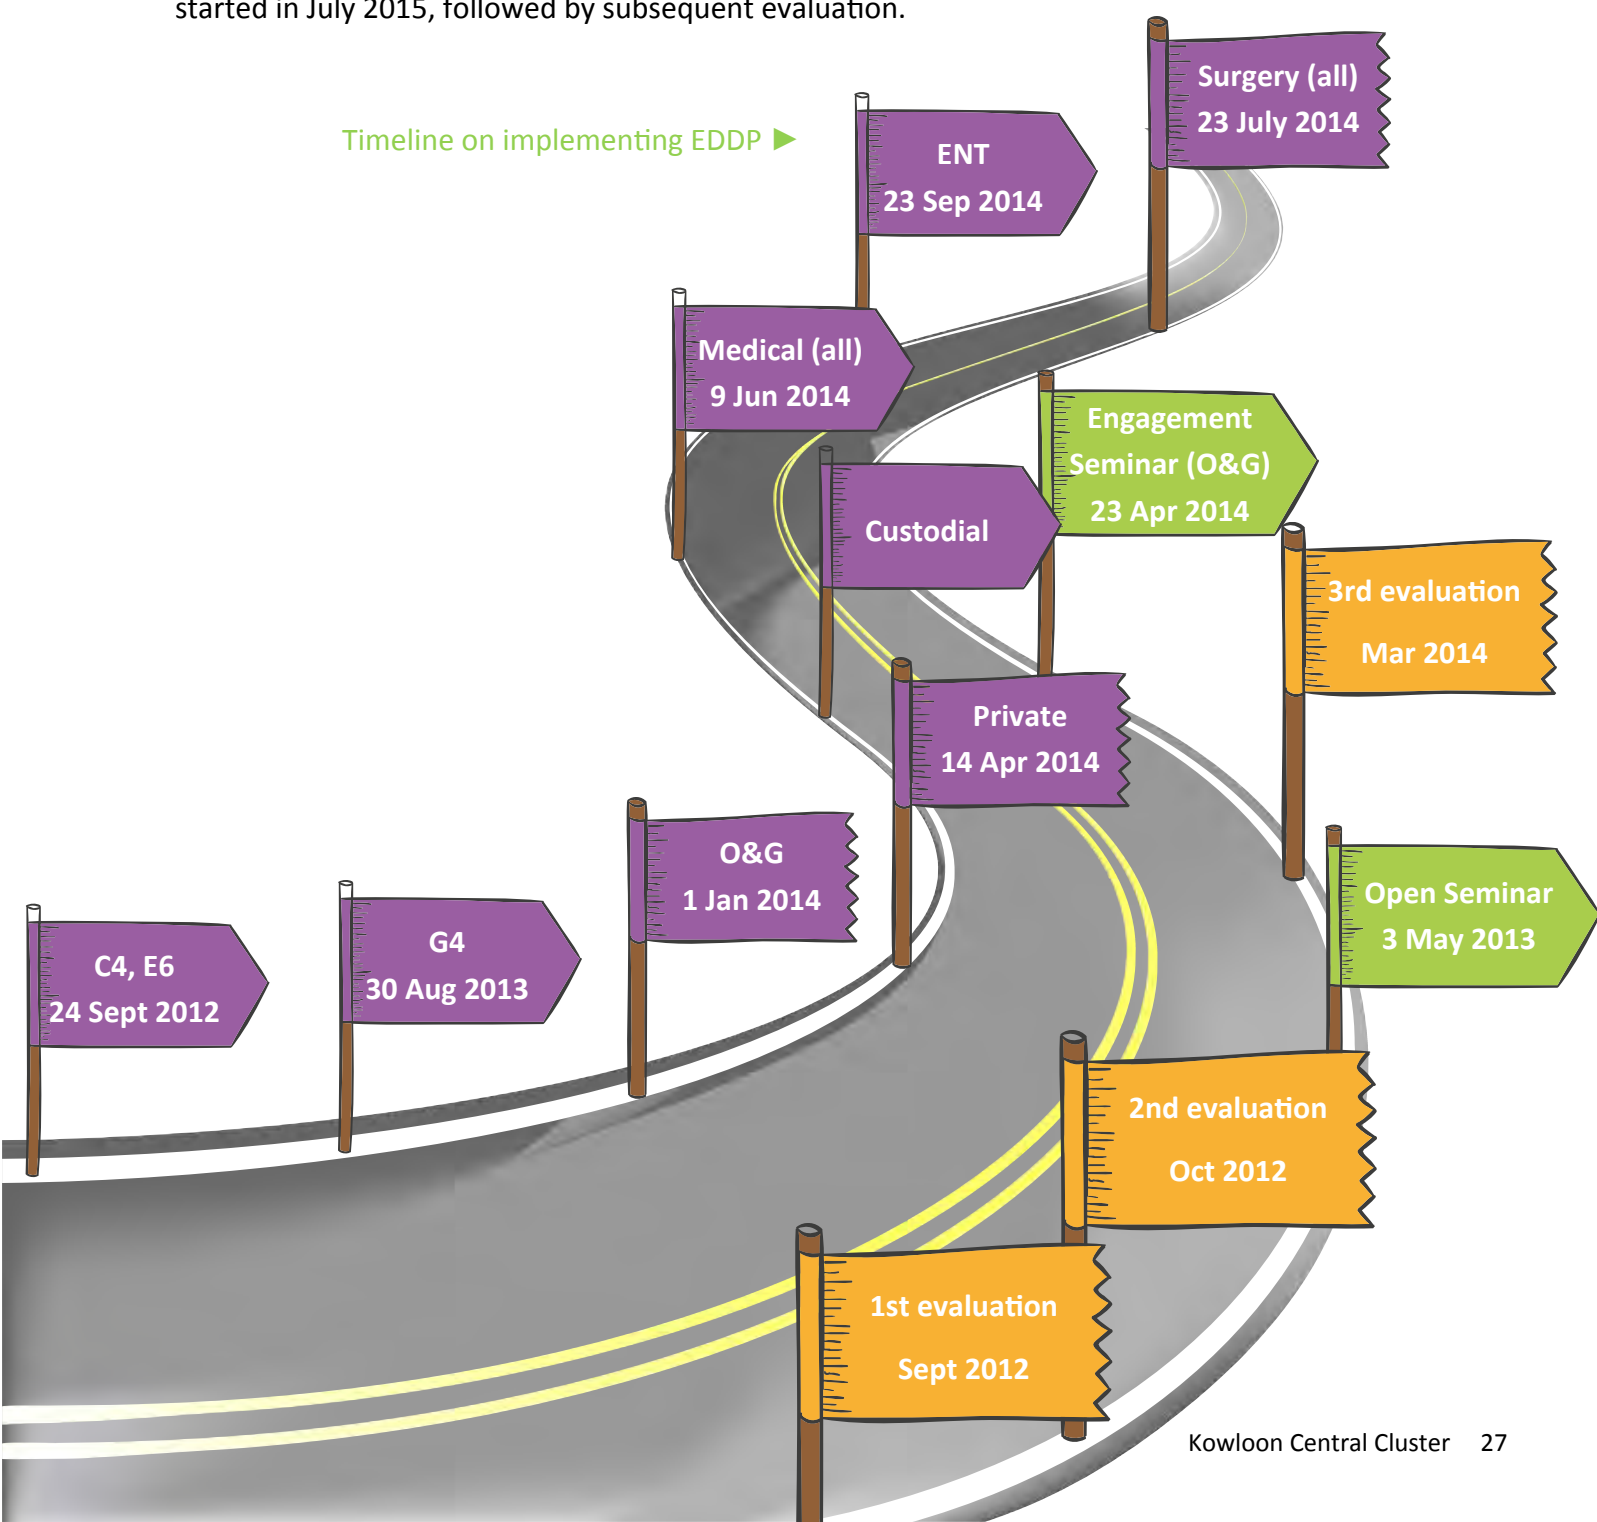 started in July 2015, followed by subsequent evaluation.
Surgery (all)
23 July 2014
Timeline on implementing EDDP ►
ENT
23 Sep 2014
Medical (all)
9 Jun 2014
Engagement
Seminar (O&G)
23 Apr 2014
Custodial
3rd evaluation
Mar 2014
Private
14 Apr 2014
O&G
1 Jan 2014
Open Seminar
3 May 2013
G4
30 Aug 2013
C4, E6
24 Sept 2012
2nd evaluation
Oct 2012
1st evaluation
Sept 2012
Kowloon Central Cluster 27